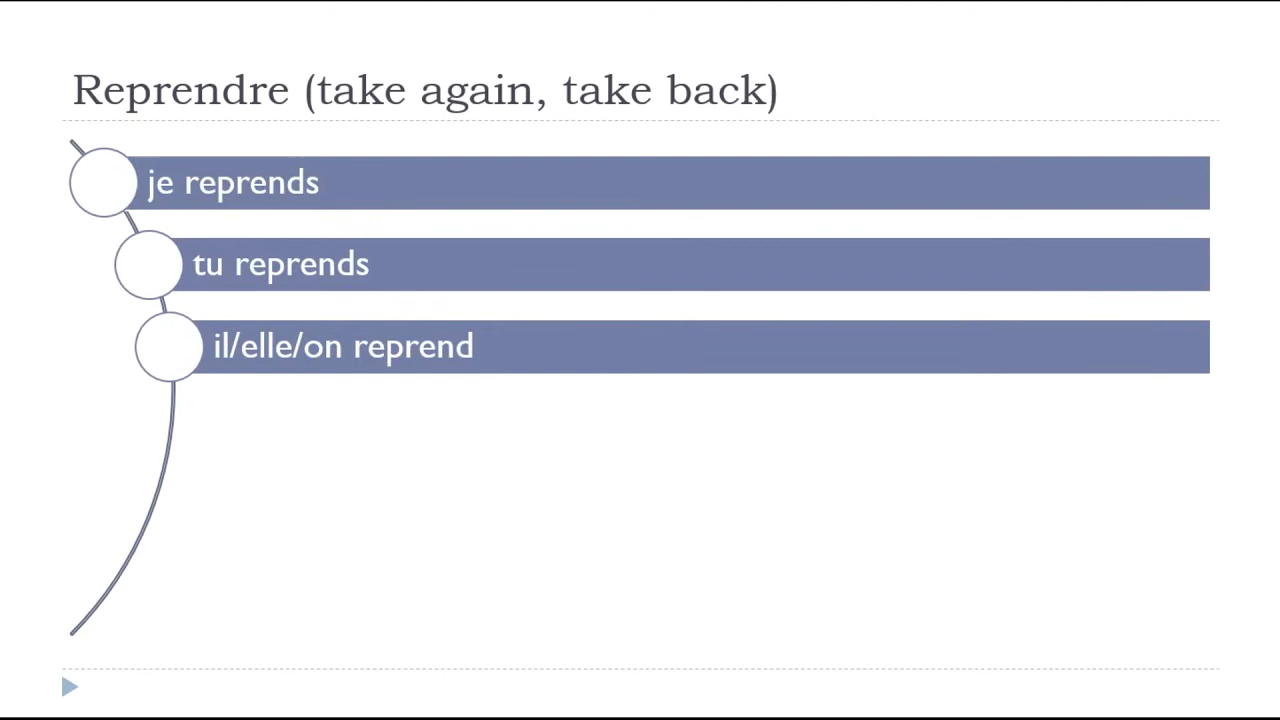 Reprendre (take again, take back)
je reprends
tu reprends
il/elle/on reprend